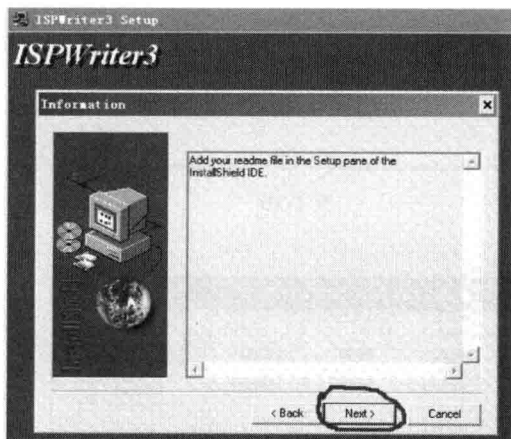 ISPWriter3 Setup
ISPWriter3
Information
Add your readme file in the Setup pane of the
InstallShield IDE.
InstallShield
< Back
Next >
Cancel